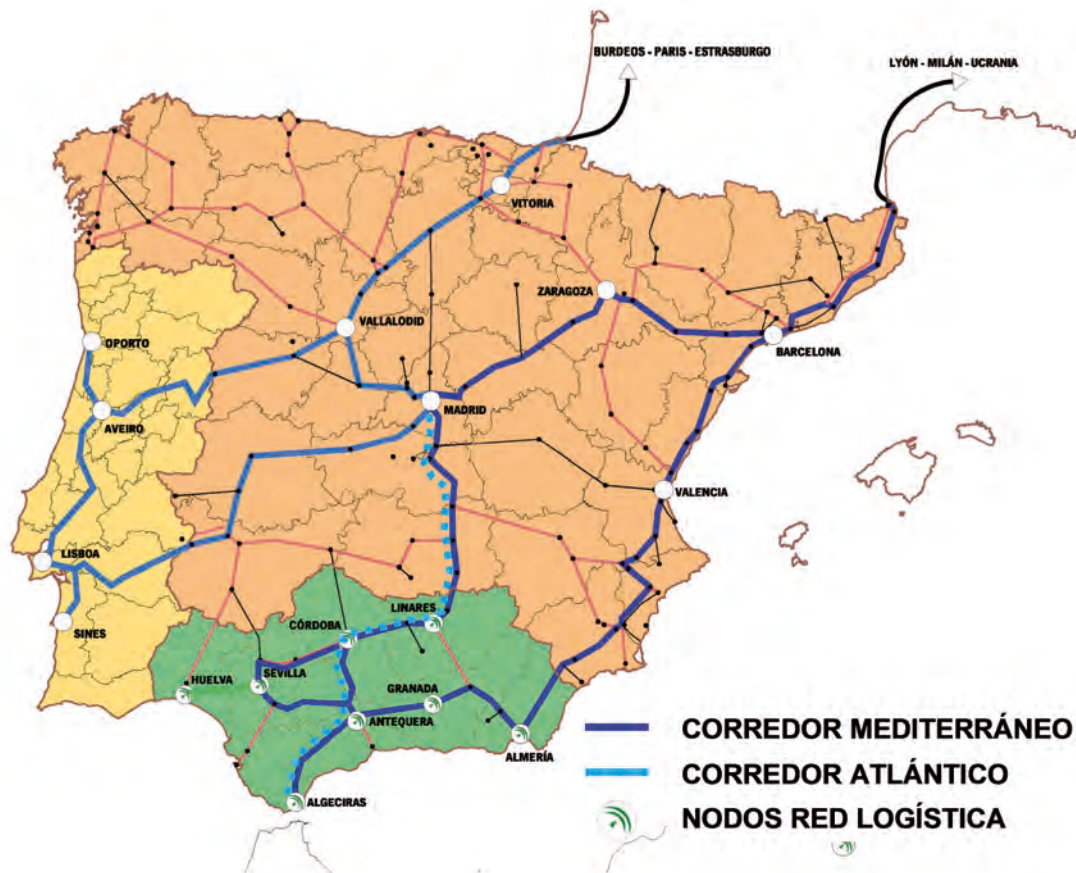 BURDEOS - PARIS - ESTRASBURGO
LYÓN - MILÁN - UCRANIA
VITORIA
ZARAGOZA
VALLALODID
OPORTO
BARCELONA
MADRID
AVEIRO
VALENCIA
LISBOA
LINARES
CÓRDOBA
SINES
HUELVA
SEVILLA
GRANADA
ANTEQUERA
ALMERÍA
ALGECIRAS
CORREDOR MEDITERRÁNEO
CORREDOR ATLÁNTICO
NODOS RED LOGÍSTICA